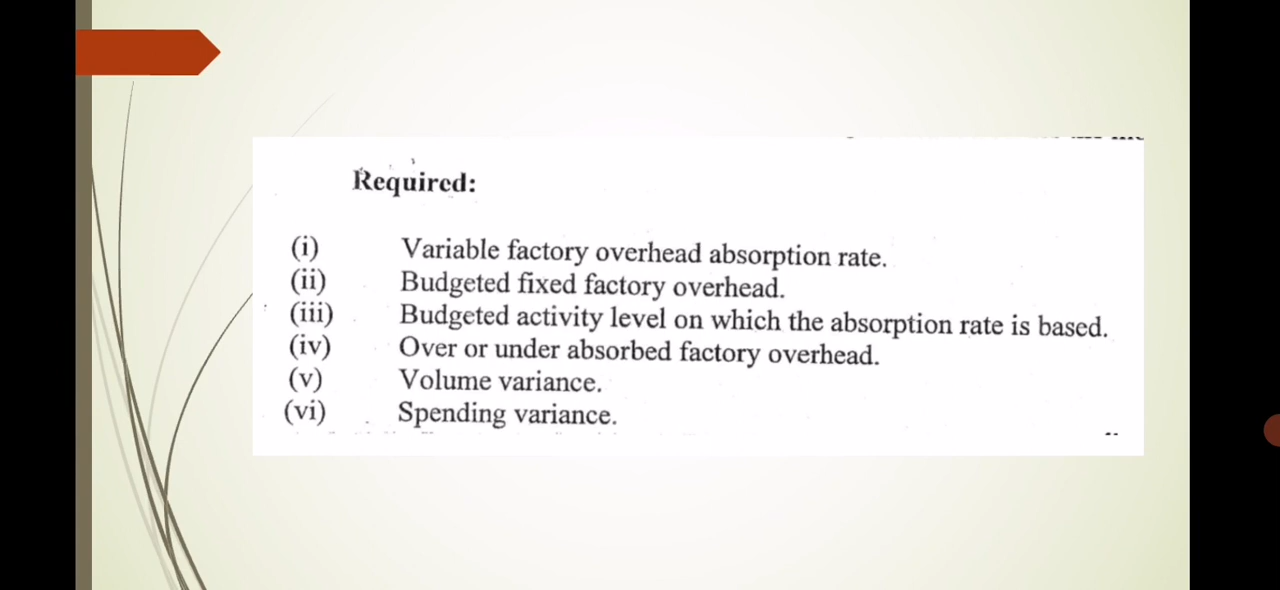 Required:
(i) Variable factory overhead absorption rate.
(ii) Budgeted fixed factory overhead.
(iii) Budgeted activity level on which the absorption rate is based.
(iv) Over or under absorbed factory overhead.
(v) Volume variance.
(vi) Spending variance.